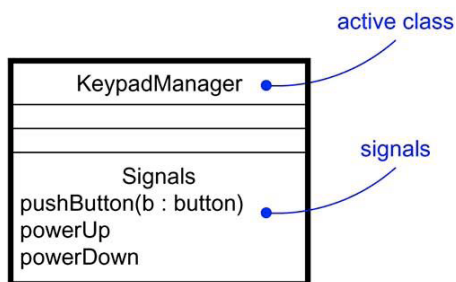 active class
KeypadManager
signals
Signals
pushButton(b : button)
powerUp
powerDown